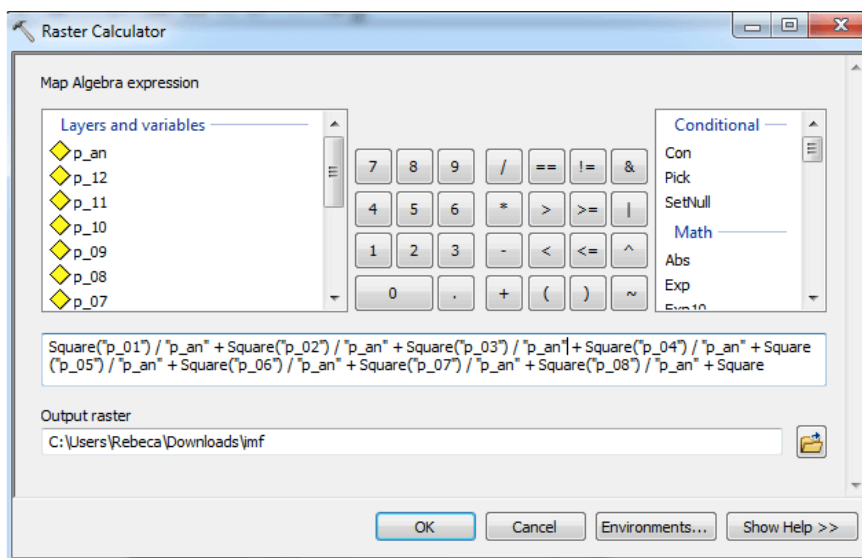 Raster Calculator
Map Algebra expression
Layers and variables
p_an
p_12
p_11
p_10
p_09
p_08
p_07
7 8 9 / == != &
4 5 6 * > >= |
1 2 3 - < <= ^
0 . + ( ) ~
Conditional
Con
Pick
SetNull
Math
Abs
Exp
Exp10
Square("p_01") / "p_an" + Square("p_02") / "p_an" + Square("p_03") / "p_an" + Square("p_04") / "p_an" + Square
("p_05") / "p_an" + Square("p_06") / "p_an" + Square("p_07") / "p_an" + Square("p_08") / "p_an" + Square
Output raster
C:\Users\Rebeca\Downloads\imf
OK Cancel Environments... Show Help >>